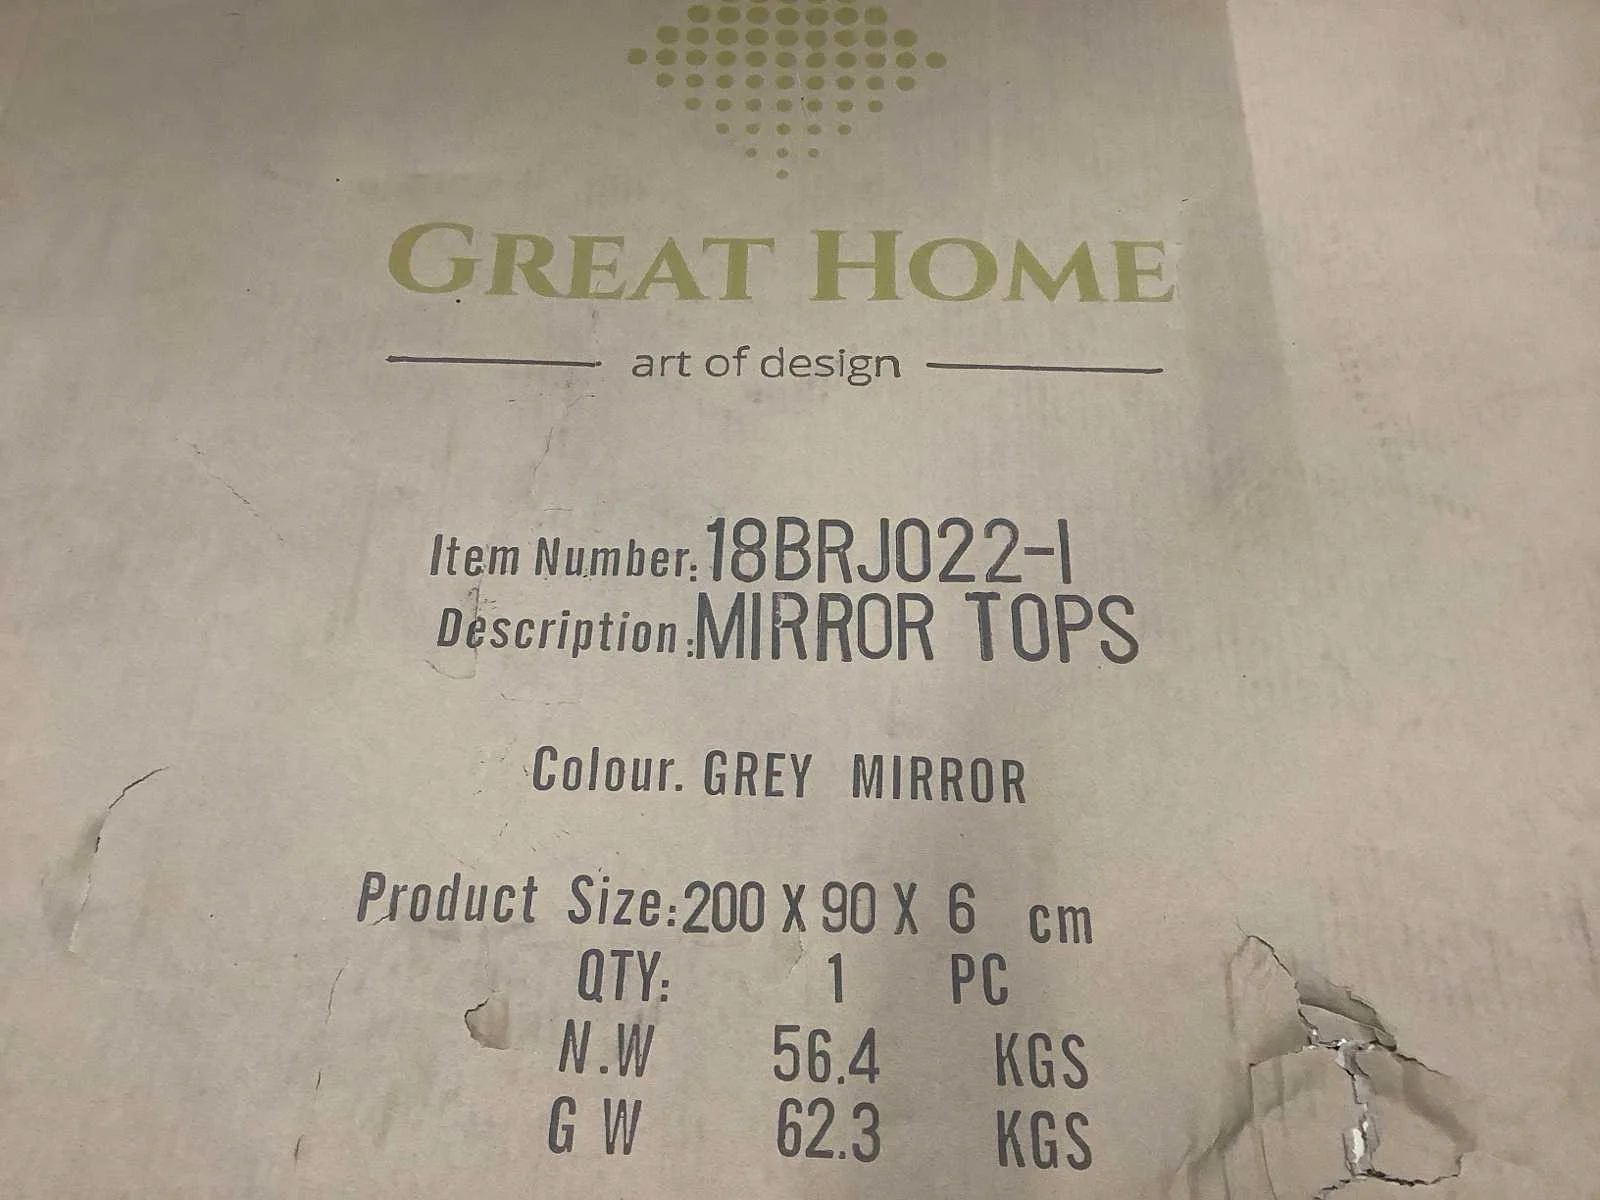 GREAT HOME
art of design
Item Number:18BRJ022-I
Description:MIRROR TOPS
Colour. GREY MIRROR
Product Size:200 X 90 X 6 cm
QTY: 1 PC
N.W 56.4 KGS
G W 62.3 KGS